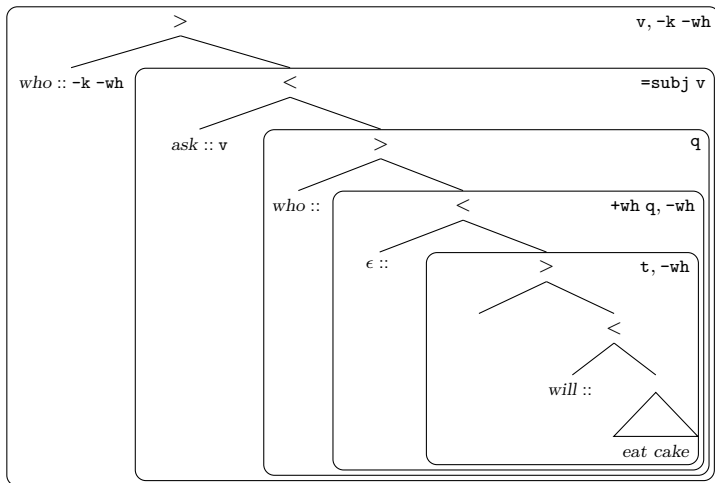 > v, -k -wh
who :: -k -wh < =subj v
ask :: v > q
who :: < +wh q, -wh
ϵ :: > t, -wh
<
will ::
eat cake